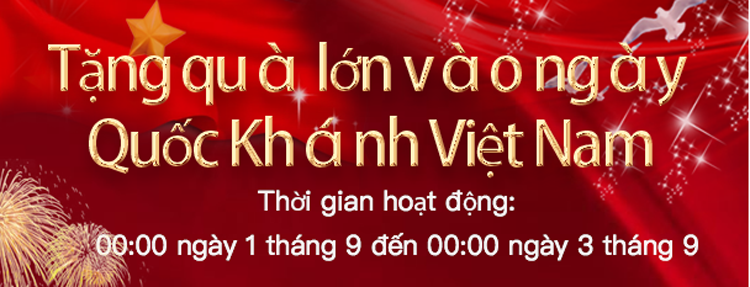 Tặng quà lớn vào ngày
Quốc Khánh Việt Nam
Thời gian hoạt động:
00:00 ngày 1 tháng 9 đến 00:00 ngày 3 tháng 9